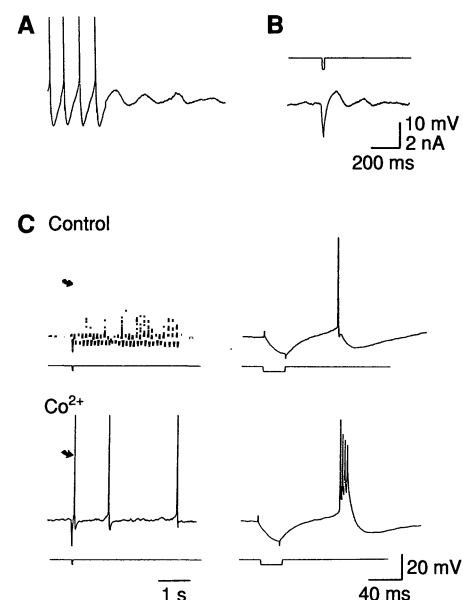 A
B
10 mV
2 nA
200 ms
C Control
Co²⁺
1 s
20 mV
40 ms